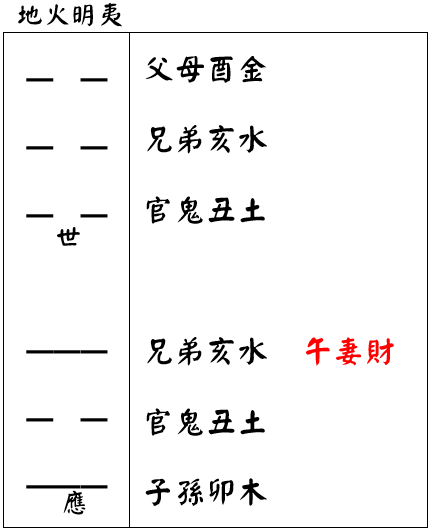 地火明夷
父母酉金
兄弟亥水
官鬼丑土
世
兄弟亥水 午妻財
官鬼丑土
子孫卯木
應